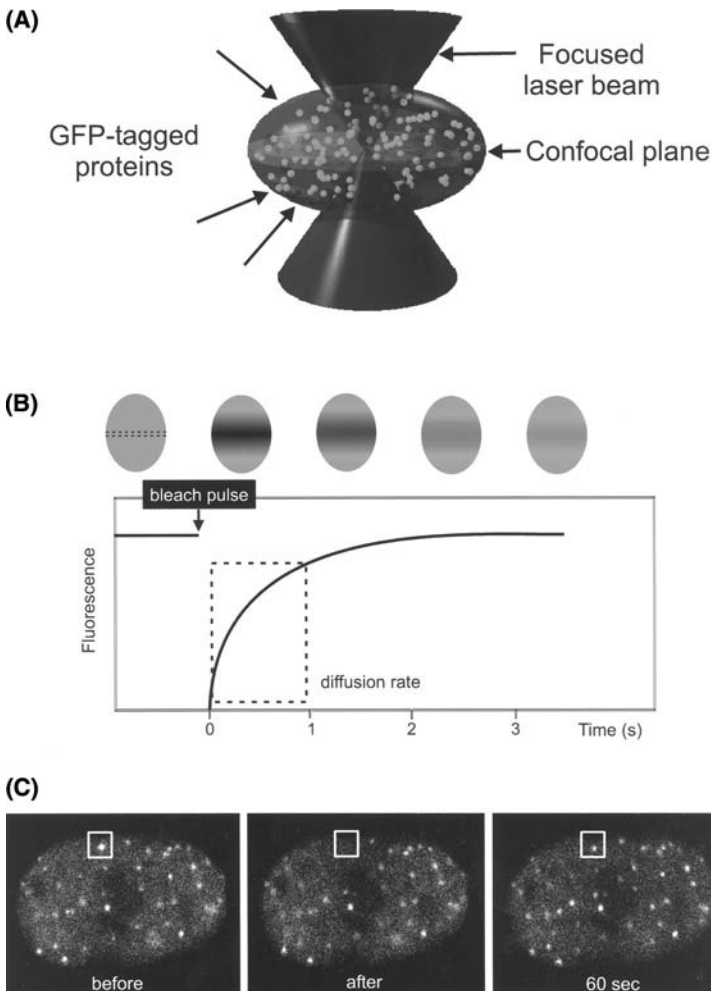 (A)
Focused
laser beam
GFP-tagged
proteins
Confocal plane
(B)
bleach pulse
Fluorescence
diffusion rate
0 1 2 3 Time (s)
(C)
before after 60 sec